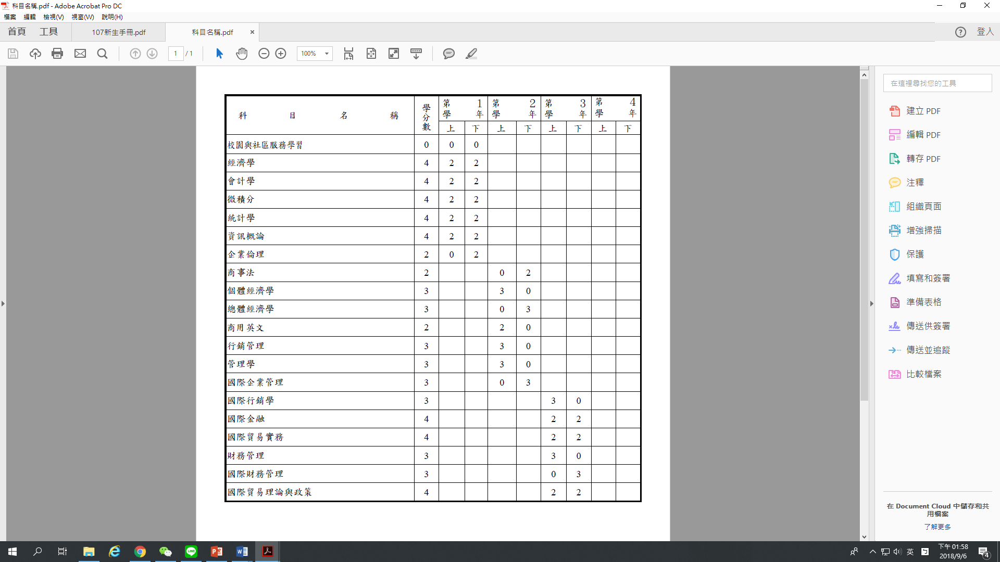 科目名稱.pdf - Adobe Acrobat Pro DC
檔案 編輯 檢視(V) 視窗(W) 說明(H)
首頁 工具 107新生手冊.pdf 科目名稱.pdf × 登入
1 / 1 100%
在這裡尋找您的工具
建立 PDF
編輯 PDF
轉存 PDF
注釋
組織頁面
增強掃描
保護
填寫和簽署
準備表格
傳送供簽署
傳送並追蹤
比較檔案
在 Document Cloud 中儲存和共
用檔案
了解更多
科 目 名 稱 學分數 第 1 學年 第 2 學年 第 3 學年 第 4 學年
上 下 上 下 上 下 上 下
校園與社區服務學習 0 0 0
經濟學 4 2 2
會計學 4 2 2
微積分 4 2 2
統計學 4 2 2
資訊概論 4 2 2
企業倫理 2 0 2
商事法 2 0 2
個體經濟學 3 3 0
總體經濟學 3 0 3
商用英文 2 2 0
行銷管理 3 3 0
管理學 3 3 0
國際企業管理 3 0 3
國際行銷學 3 3 0
國際金融 4 2 2
國際貿易實務 4 2 2
財務管理 3 3 0
國際財務管理 3 0 3
國際貿易理論與政策 4 2 2
英
下午 01:58
2018/9/6
4